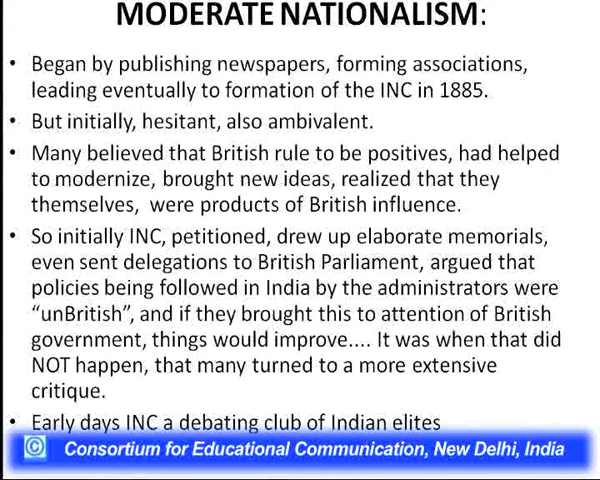 MODERATE NATIONALISM:
• Began by publishing newspapers, forming associations,
leading eventually to formation of the INC in 1885.
• But initially, hesitant, also ambivalent.
• Many believed that British rule to be positives, had helped
to modernize, brought new ideas, realized that they
themselves, were products of British influence.
• So initially INC, petitioned, drew up elaborate memorials,
even sent delegations to British Parliament, argued that
policies being followed in India by the administrators were
“unBritish”, and if they brought this to attention of British
government, things would improve.... It was when that did
NOT happen, that many turned to a more extensive
critique.
• Early days INC a debating club of Indian elites
© Consortium for Educational Communication, New Delhi, India